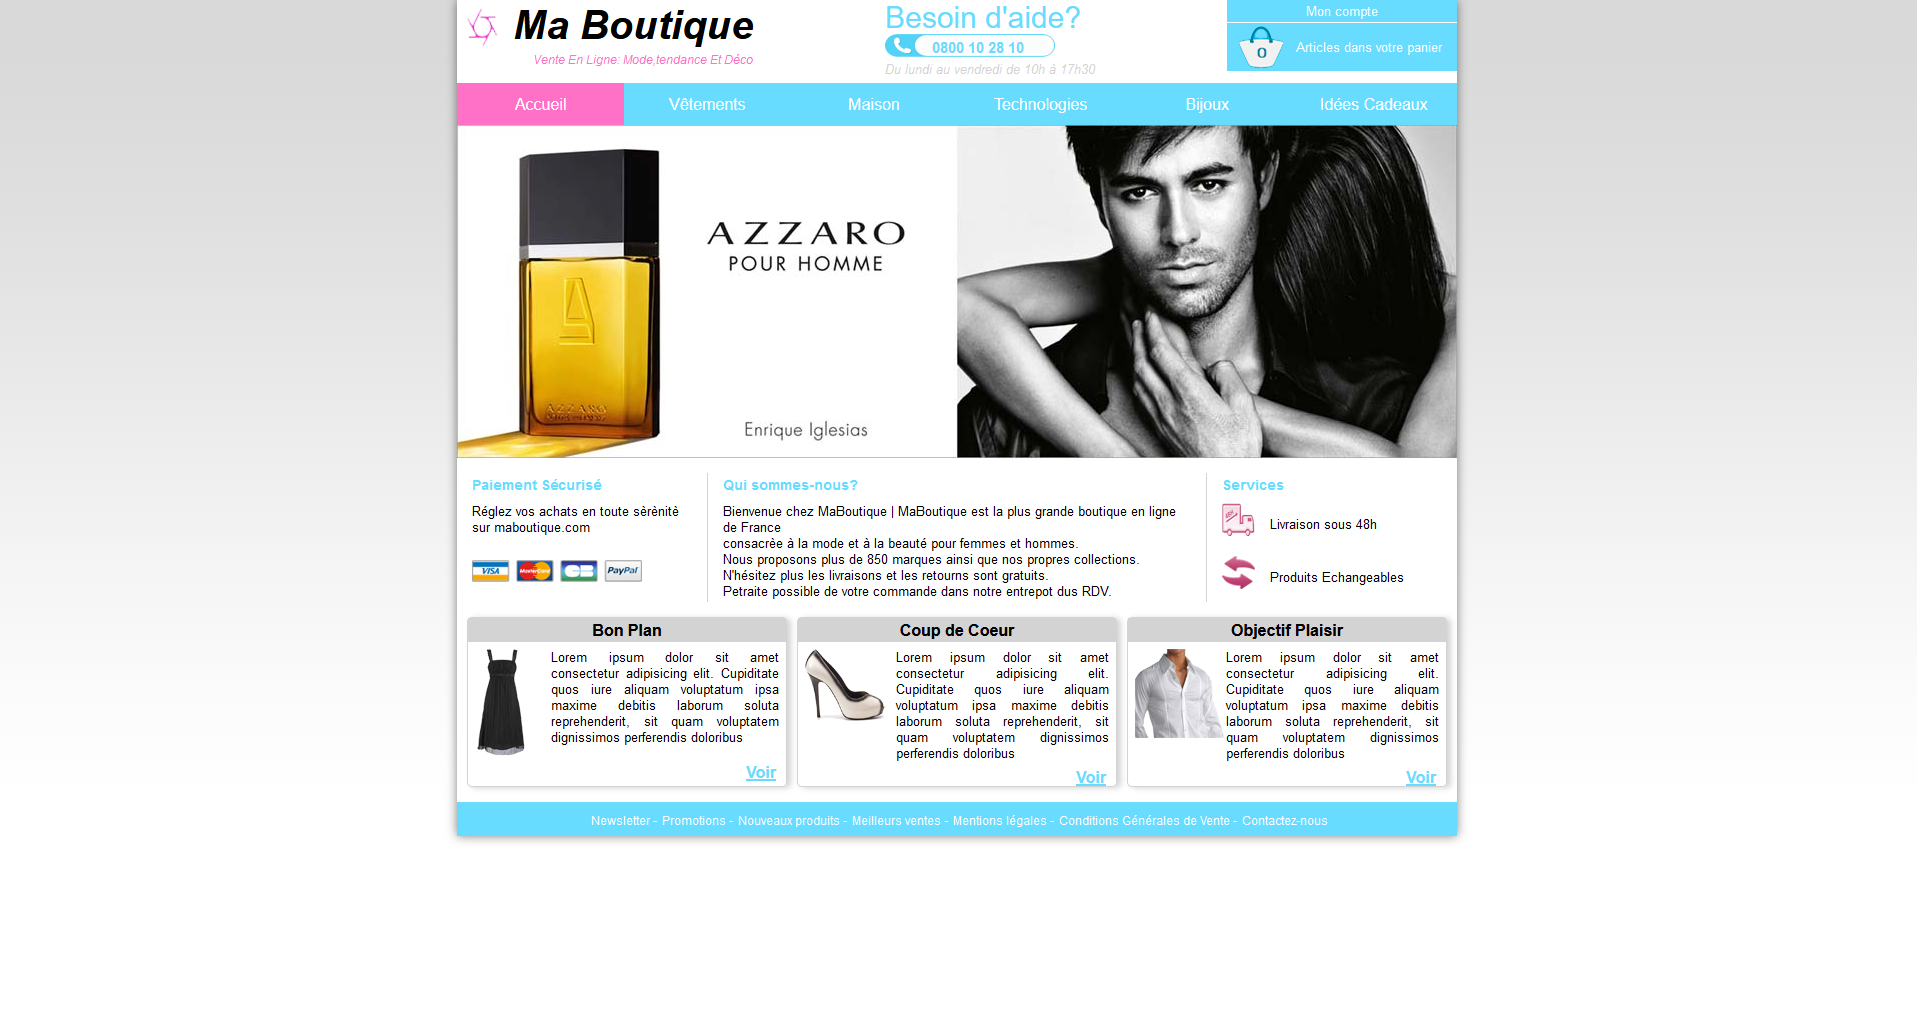 Ma Boutique
Vente En Ligne: Mode,tendance Et Déco
Besoin d'aide?
0800 10 28 10
Du lundi au vendredi de 10h à 17h30
Mon compte
0
Articles dans votre panier
Accueil
Vêtements
Maison
Technologies
Bijoux
Idées Cadeaux
AZZARO
POUR HOMME
AZZARO
Enrique Iglesias
Paiement Sécurisé
Réglez vos achats en toute sèrènitè
sur maboutique.com
VISA
MasterCard
CB
PayPal
Qui sommes-nous?
Bienvenue chez MaBoutique | MaBoutique est la plus grande boutique en ligne
de France
consacrèe à la mode et à la beauté pour femmes et hommes.
Nous proposons plus de 850 marques ainsi que nos propres collections.
N'hésitez plus les livraisons et les retourns sont gratuits.
Petraite possible de votre commande dans notre entrepot dus RDV.
Services
48H
Livraison sous 48h
Produits Echangeables
Bon Plan
Lorem ipsum dolor sit amet
consectetur adipisicing elit. Cupiditate
quos iure aliquam voluptatum ipsa
maxime debitis laborum soluta
reprehenderit, sit quam voluptatem
dignissimos perferendis doloribus
Voir
Coup de Coeur
Lorem ipsum dolor sit amet
consectetur adipisicing elit.
Cupiditate quos iure aliquam
voluptatum ipsa maxime debitis
laborum soluta reprehenderit, sit
quam voluptatem dignissimos
perferendis doloribus
Voir
Objectif Plaisir
Lorem ipsum dolor sit amet
consectetur adipisicing elit.
Cupiditate quos iure aliquam
voluptatum ipsa maxime debitis
laborum soluta reprehenderit, sit
quam voluptatem dignissimos
perferendis doloribus
Voir
Newsletter - Promotions - Nouveaux produits - Meilleurs ventes - Mentions légales - Conditions Générales de Vente - Contactez-nous